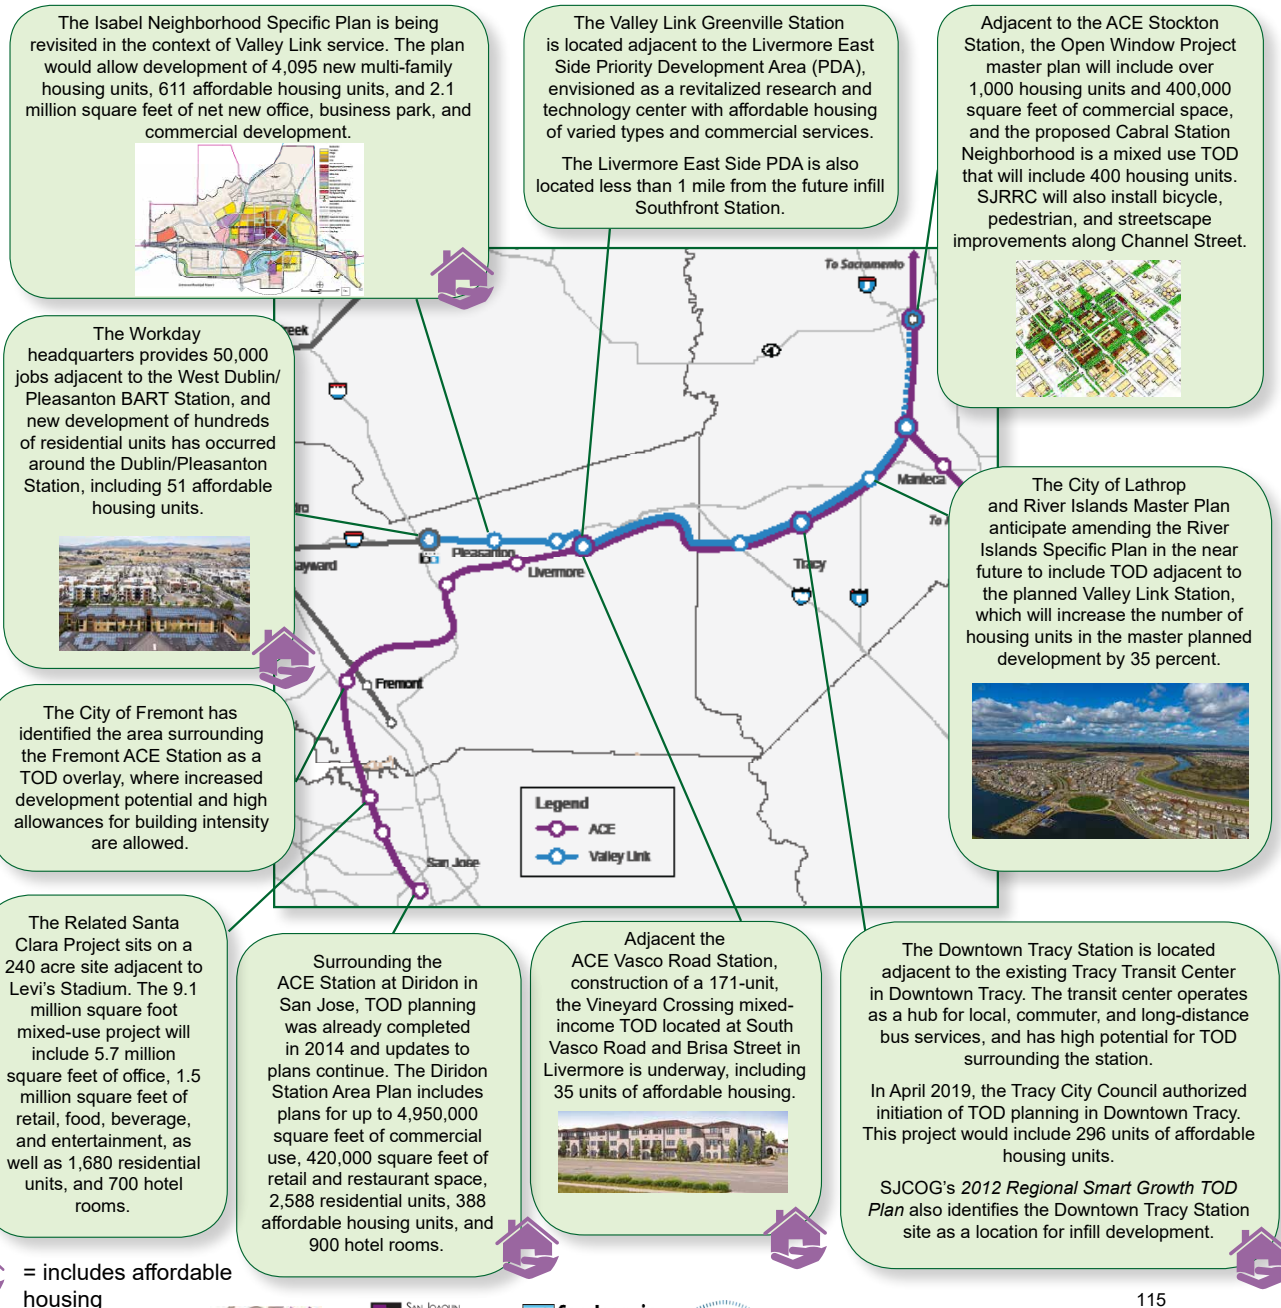 The Isabel Neighborhood Specific Plan is being
revisited in the context of Valley Link service. The plan
would allow development of 4,095 new multi-family
housing units, 611 affordable housing units, and 2.1
million square feet of net new office, business park, and
commercial development.
The Valley Link Greenville Station
is located adjacent to the Livermore East
Side Priority Development Area (PDA),
envisioned as a revitalized research and
technology center with affordable housing
of varied types and commercial services.
The Livermore East Side PDA is also
located less than 1 mile from the future infill
Southfront Station.
Adjacent to the ACE Stockton
Station, the Open Window Project
master plan will include over
1,000 housing units and 400,000
square feet of commercial space,
and the proposed Cabral Station
Neighborhood is a mixed use TOD
that will include 400 housing units.
SJRRC will also install bicycle,
pedestrian, and streetscape
improvements along Channel Street.
The Workday
headquarters provides 50,000
jobs adjacent to the West Dublin/
Pleasanton BART Station, and
new development of hundreds
of residential units has occurred
around the Dublin/Pleasanton
Station, including 51 affordable
housing units.
To Sacramento
eek
4
Manteca
dro
To
ayward
Pleasanton
Livermore
Tracy
Fremont
San Jose
Legend
ACE
Valley Link
The City of Lathrop
and River Islands Master Plan
anticipate amending the River
Islands Specific Plan in the near
future to include TOD adjacent to
the planned Valley Link Station,
which will increase the number of
housing units in the master planned
development by 35 percent.
The City of Fremont has
identified the area surrounding
the Fremont ACE Station as a
TOD overlay, where increased
development potential and high
allowances for building intensity
are allowed.
The Related Santa
Clara Project sits on a
240 acre site adjacent to
Levi's Stadium. The 9.1
million square foot
mixed-use project will
include 5.7 million
square feet of office, 1.5
million square feet of
retail, food, beverage,
and entertainment, as
well as 1,680 residential
units, and 700 hotel
rooms.
Surrounding the
ACE Station at Diridon in
San Jose, TOD planning
was already completed
in 2014 and updates to
plans continue. The Diridon
Station Area Plan includes
plans for up to 4,950,000
square feet of commercial
use, 420,000 square feet of
retail and restaurant space,
2,588 residential units, 388
affordable housing units, and
900 hotel rooms.
Adjacent the
ACE Vasco Road Station,
construction of a 171-unit,
the Vineyard Crossing mixed-
income TOD located at South
Vasco Road and Brisa Street in
Livermore is underway, including
35 units of affordable housing.
The Downtown Tracy Station is located
adjacent to the existing Tracy Transit Center
in Downtown Tracy. The transit center operates
as a hub for local, commuter, and long-distance
bus services, and has high potential for TOD
surrounding the station.
In April 2019, the Tracy City Council authorized
initiation of TOD planning in Downtown Tracy.
This project would include 296 units of affordable
housing units.
SJCOG's 2012 Regional Smart Growth TOD
Plan also identifies the Downtown Tracy Station
site as a location for infill development.
= includes affordable
housing
SAN JOAQUIN
115